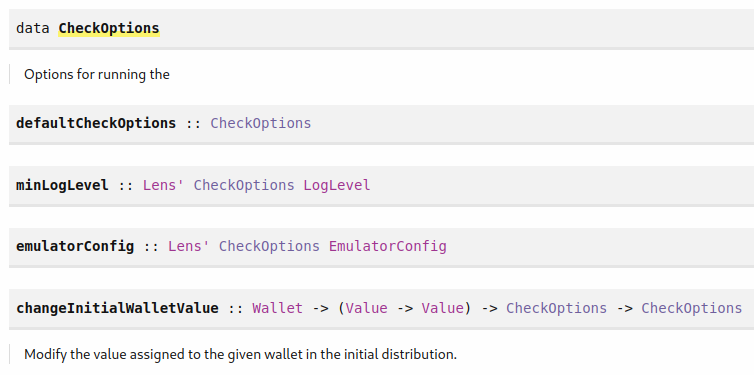 data CheckOptions
Options for running the
defaultCheckOptions :: CheckOptions
minLogLevel :: Lens' CheckOptions LogLevel
emulatorConfig :: Lens' CheckOptions EmulatorConfig
changeInitialWalletValue :: Wallet -> (Value -> Value) -> CheckOptions -> CheckOptions
Modify the value assigned to the given wallet in the initial distribution.